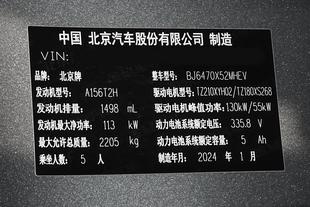 中国 北京汽车股份有限公司 制造
VIN:
品牌: 北京牌 整车型号: BJ6470X52MHEV
发动机型号: A156T2H 驱动电机型号: TZ210XYH02/TZ180XS268
发动机排量: 1498 mL 驱动电机峰值功率: 130kW/55kW
发动机最大净功率: 113 kW 动力电池系统额定电压: 335.8 V
最大允许总质量: 2205 kg 动力电池系统额定容量: 5 Ah
乘坐人数: 5 人 制造年月: 2024 年 1 月